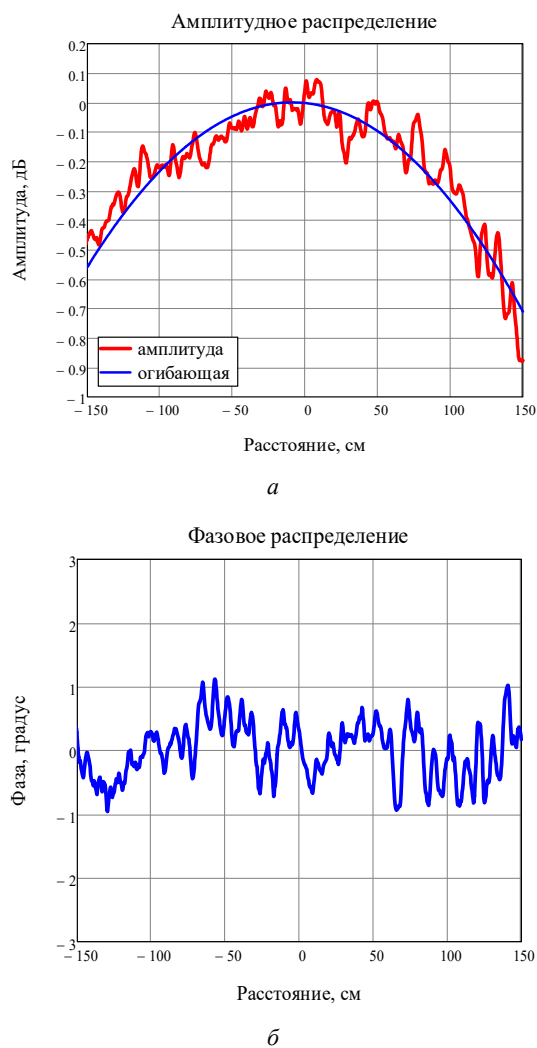 Амплитудное распределение
0.2
0.1
0
− 0.1
− 0.2
− 0.3
− 0.4
− 0.5
− 0.6
− 0.7
− 0.8
− 0.9
− 1
Амплитуда, дБ
амплитуда
огибающая
− 150 − 100 − 50 0 50 100 150
Расстояние, см
а
Фазовое распределение
3
2
1
0
− 1
− 2
− 3
Фаза, градус
− 150 − 100 − 50 0 50 100 150
Расстояние, см
б